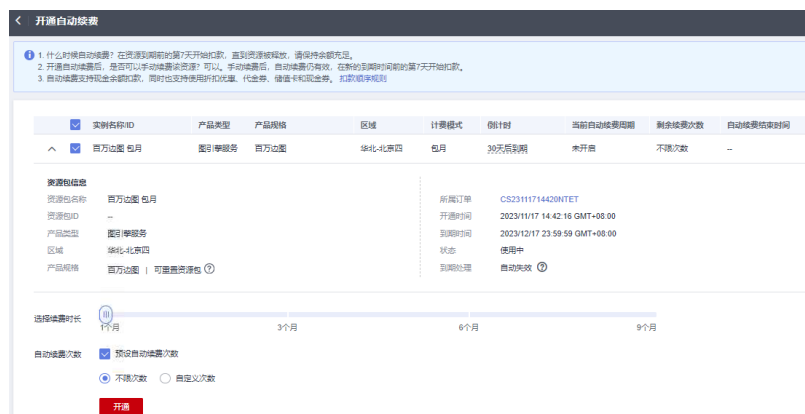 开通自动续费
1. 什么时候自动续费？在资源到期前的第7天开始扣款，直到资源被释放，请保持余额充足。
2. 开通自动续费后，是否可以手动续费该资源？可以。手动续费后，自动续费仍有效，在新的到期时间前的第7天开始扣款。
3. 自动续费支持现金余额扣款，同时也支持使用折扣优惠、代金券、储值卡和现金券。 扣款顺序规则
实例名称/ID 产品类型 产品规格 区域 计费模式 倒计时 当前自动续费周期 剩余续费次数 自动续费结束时间
百万边图 包月 图引擎服务 百万边图 华北-北京四 包月 30天后到期 未开启 不限次数 --
资源包信息
资源包名称 百万边图 包月 所属订单 CS23111714420NTET
资源包ID -- 开通时间 2023/11/17 14:42:16 GMT+08:00
产品类型 图引擎服务 到期时间 2023/12/17 23:59:59 GMT+08:00
区域 华北-北京四 状态 使用中
产品规格 百万边图 | 可重置资源包 到期处理 自动失效
选择续费时长
1个月 3个月 6个月 9个月
自动续费次数 预设自动续费次数
不限次数 自定义次数
开通